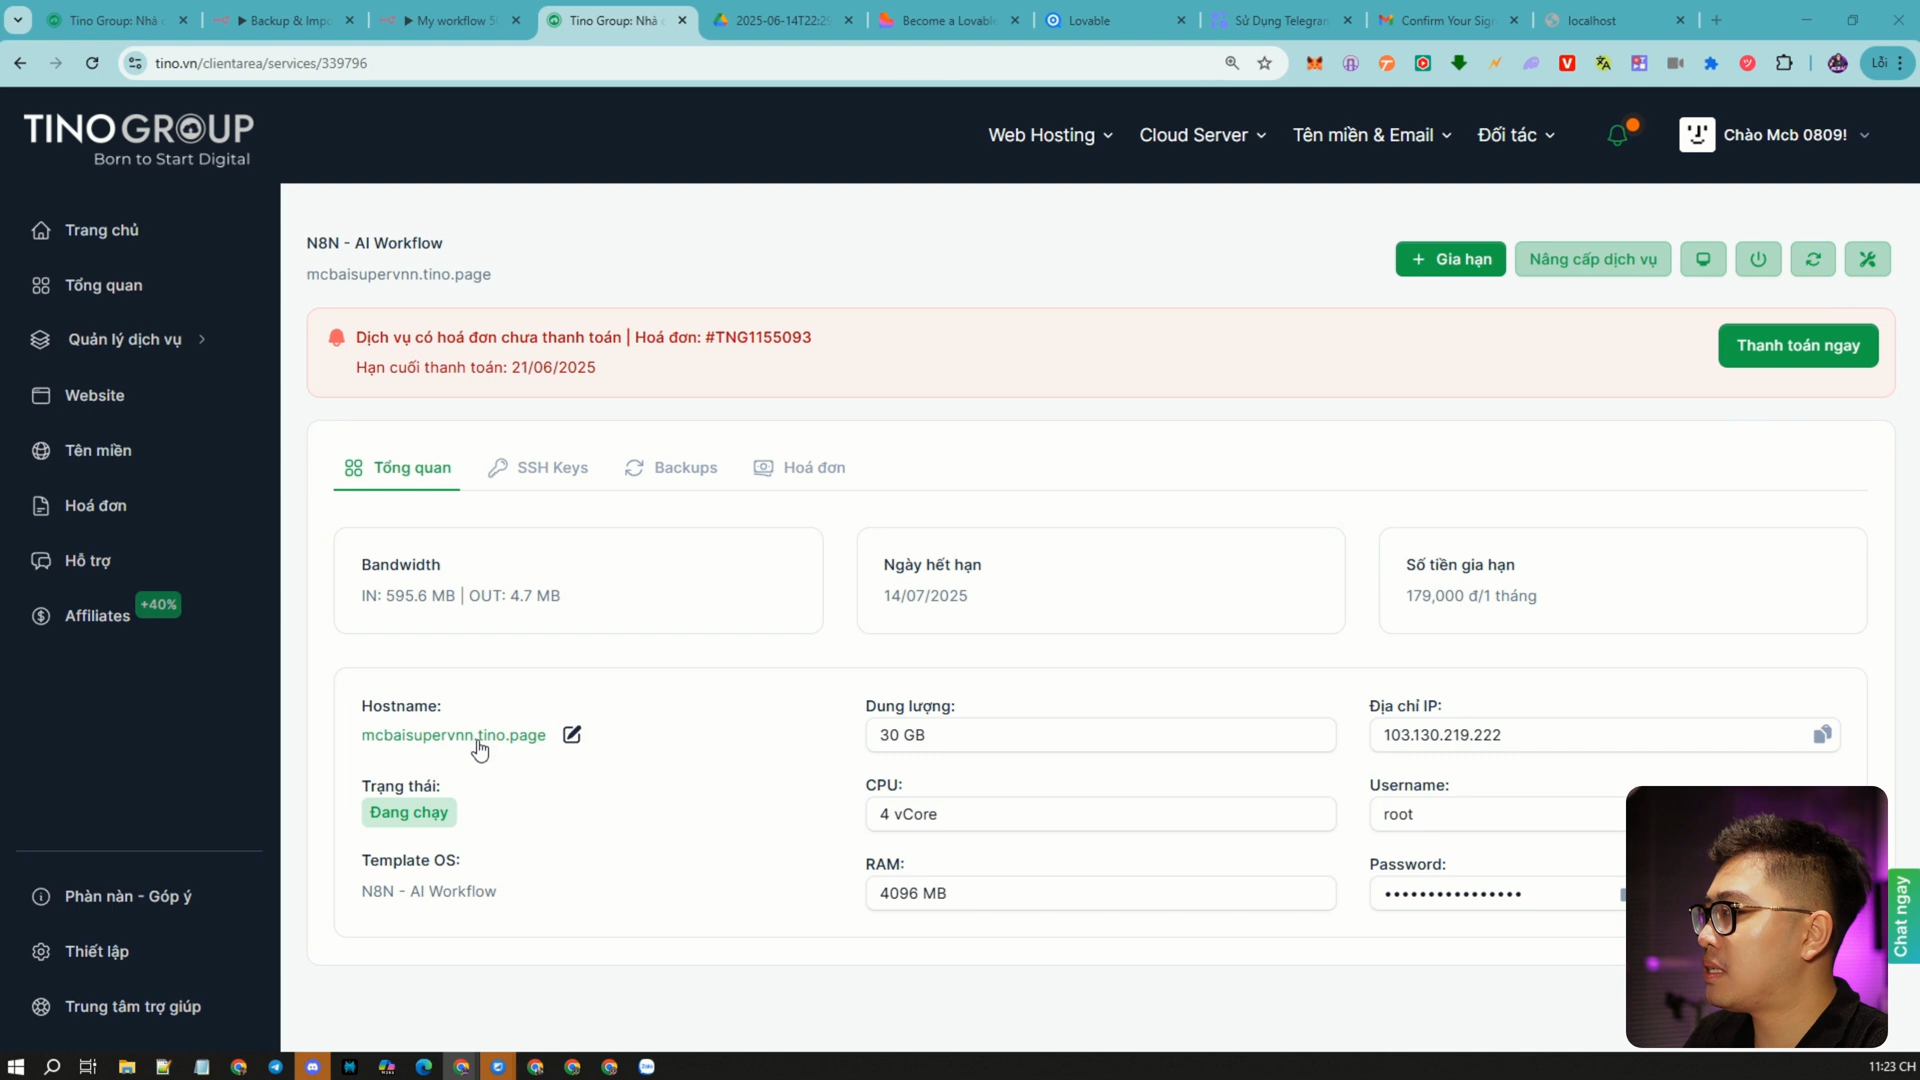 Tino Group: Nhà c
▶ Backup & Impo
▶ My workflow 5
Tino Group: Nhà c
2025-06-14T22:29
Become a Lovable
Lovable
Sử Dụng Telegram
Confirm Your Sign
localhost
tino.vn/clientarea/services/339796
Lỗi
TINO GROUP
Born to Start Digital
Web Hosting
Cloud Server
Tên miền & Email
Đối tác
Chào Mcb 0809!
Trang chủ
Tổng quan
Quản lý dịch vụ
Website
Tên miền
Hoá đơn
Hỗ trợ
Affiliates
+40%
Phàn nàn - Góp ý
Thiết lập
Trung tâm trợ giúp
N8N - AI Workflow
mcbaisupervnn.tino.page
+ Gia hạn
Nâng cấp dịch vụ
Dịch vụ có hoá đơn chưa thanh toán | Hoá đơn: #TNG1155093
Hạn cuối thanh toán: 21/06/2025
Thanh toán ngay
Tổng quan
SSH Keys
Backups
Hoá đơn
Bandwidth
IN: 595.6 MB | OUT: 4.7 MB
Ngày hết hạn
14/07/2025
Số tiền gia hạn
179,000 đ/1 tháng
Hostname:
mcbaisupervnn.tino.page
Trạng thái:
Đang chạy
Template OS:
N8N - AI Workflow
Dung lượng:
30 GB
CPU:
4 vCore
RAM:
4096 MB
Địa chỉ IP:
103.130.219.222
Username:
root
Password:
••••••••••••••••
Chat ngay
Zalo
11:23 CH